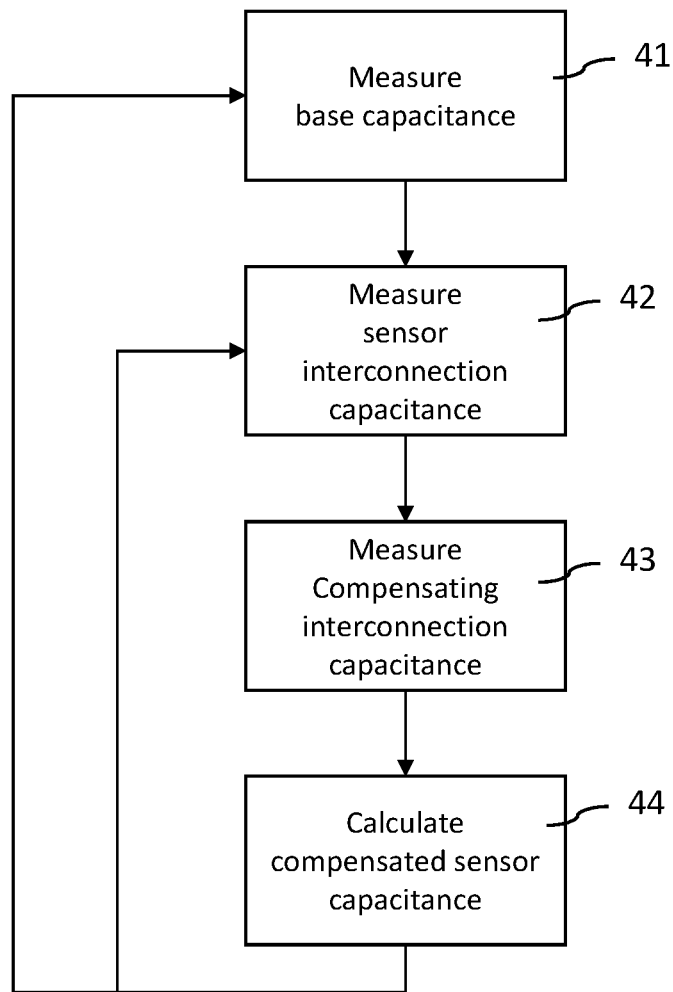 Measure
base capacitance
41
Measure
sensor
interconnection
capacitance
42
Measure
Compensating
interconnection
capacitance
43
Calculate
compensated sensor
capacitance
44